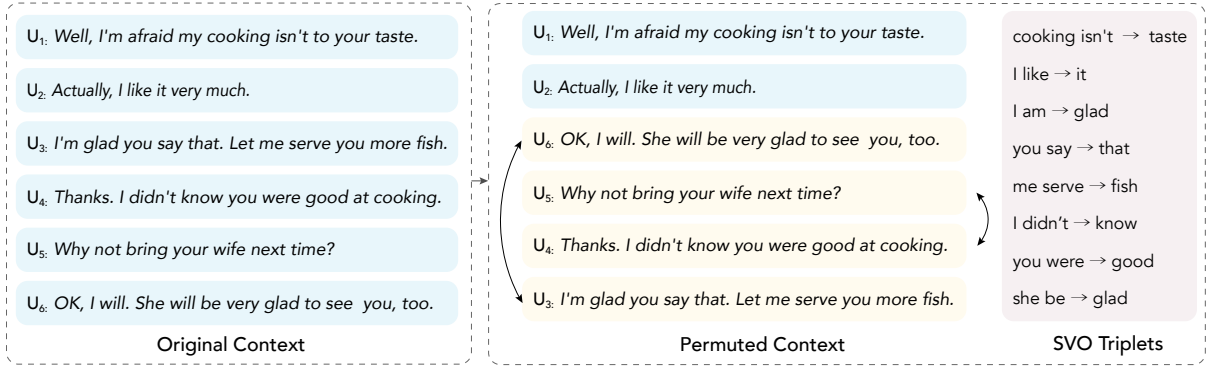 U1: Well, I'm afraid my cooking isn't to your taste.
U2: Actually, I like it very much.
U3: I'm glad you say that. Let me serve you more fish.
U4: Thanks. I didn't know you were good at cooking.
U5: Why not bring your wife next time?
U6: OK, I will. She will be very glad to see you, too.
Original Context
U1: Well, I'm afraid my cooking isn't to your taste.
U2: Actually, I like it very much.
U6: OK, I will. She will be very glad to see you, too.
U5: Why not bring your wife next time?
U4: Thanks. I didn't know you were good at cooking.
U3: I'm glad you say that. Let me serve you more fish.
Permuted Context
cooking isn't → taste
I like → it
I am → glad
you say → that
me serve → fish
I didn't → know
you were → good
she be → glad
SVO Triplets